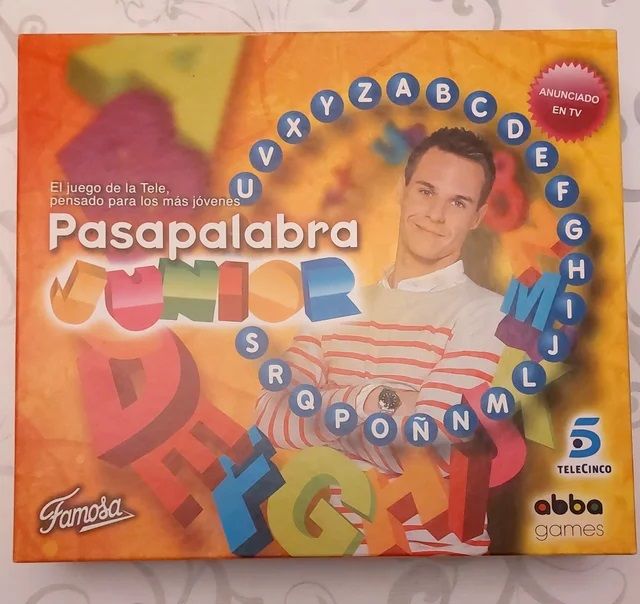 ANUNCIADO
EN TV
A B C D E F G H I J L M N Ñ O P Q R S U V X Y Z
El juego de la Tele,
pensado para los más jóvenes
Pasapalabra
JUNIOR
M
D E F G H J K
5
TELECINCO
Famosa
abba
games